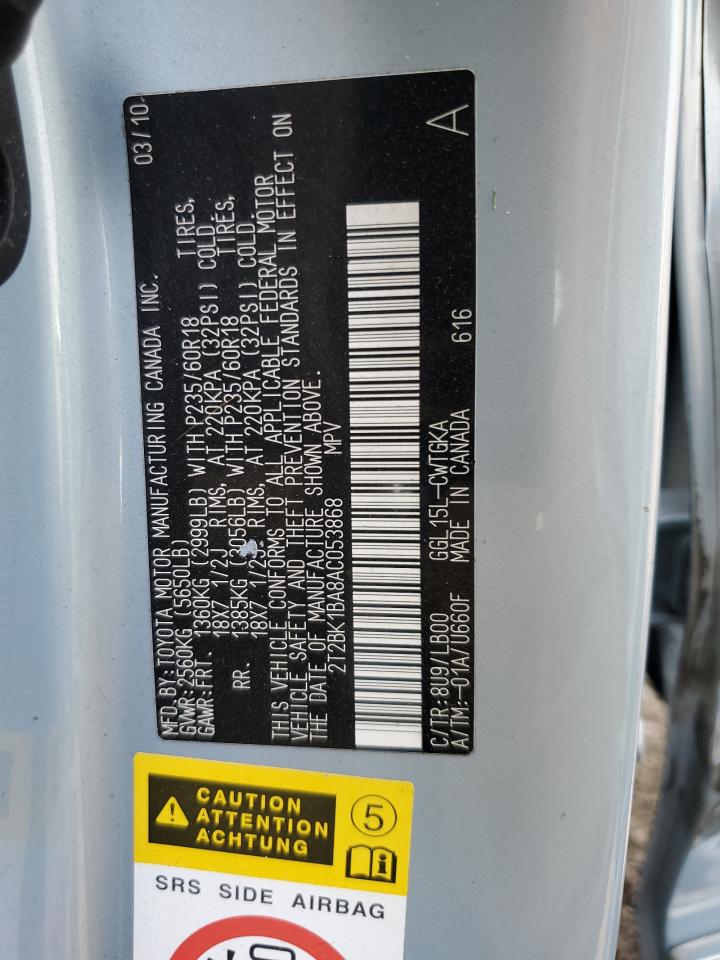 MFD. BY: TOYOTA MOTOR MANUFACTURING CANADA INC. 03/10
GVWR: 2560KG (5650LB)
GAWR: FRT. 1360KG (2999LB) WITH P235/60R18 TIRES,
18X7 1/2J RIMS, AT 220KPA (32PSI) COLD.
RR. 1385KG (3056LB) WITH P235/60R18 TIRES,
18X7 1/2 RIMS, AT 220KPA (32PSI) COLD.
THIS VEHICLE CONFORMS TO ALL APPLICABLE FEDERAL MOTOR
VEHICLE SAFETY AND THEFT PREVENTION STANDARDS IN EFFECT ON
THE DATE OF MANUFACTURE SHOWN ABOVE.
2T2BK1BA8AC053868 MPV
C/TR: 8U9/LB00 GGL15L-CWTGKA
A/TM: -01A/U660F MADE IN CANADA 616 A
CAUTION
ATTENTION
ACHTUNG
5
SRS SIDE AIRBAG